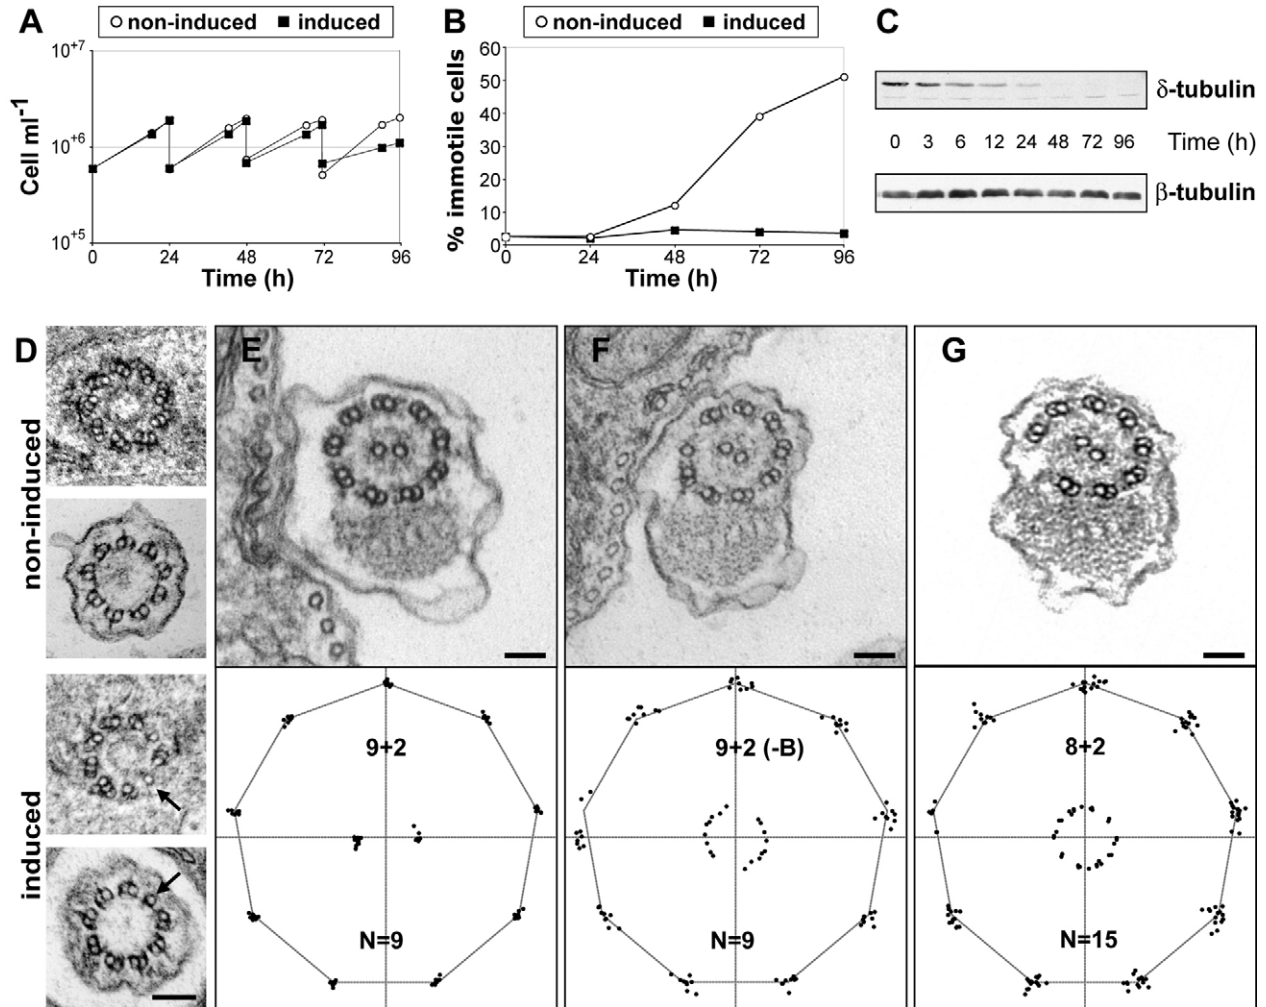 A
non-induced induced
10+7
10+6
10+5
Cell ml-1
0 24 48 72 96
Time (h)
B
non-induced induced
60
50
40
30
20
10
0
% immotile cells
0 24 48 72 96
Time (h)
C
δ-tubulin
0 3 6 12 24 48 72 96 Time (h)
β-tubulin
D
non-induced
induced
E
F
G
9+2
N=9
9+2 (-B)
N=9
8+2
N=15